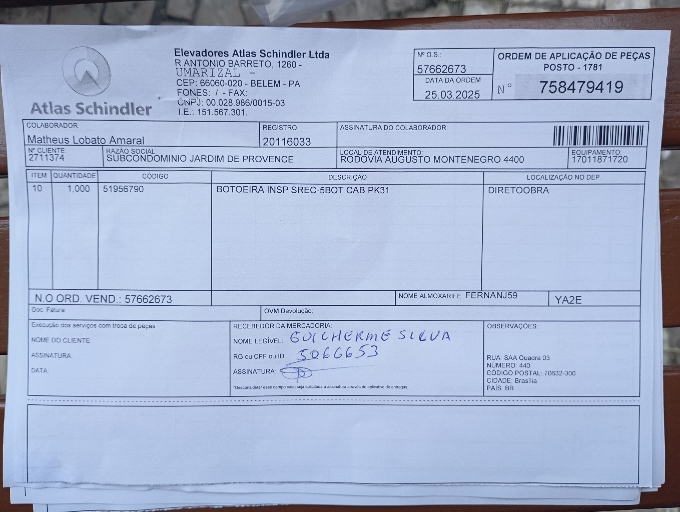 Atlas Schindler
Elevadores Atlas Schindler Ltda
R ANTONIO BARRETO, 1260 -
UMARIZAL -
CEP: 66060-020 - BELEM - PA
FONES: / - FAX:
CNPJ: 00.028.986/0015-03
I.E.: 151.567.301.
Nº O.S.:
57662673
DATA DA ORDEM
25.03.2025
ORDEM DE APLICAÇÃO DE PEÇAS
POSTO - 1781
N° 758479419
COLABORADOR
Matheus Lobato Amaral
REGISTRO
20116033
ASSINATURA DO COLABORADOR
Nº CLIENTE
2711374
RAZÃO SOCIAL
SUBCONDOMINIO JARDIM DE PROVENCE
LOCAL DE ATENDIMENTO:
RODOVIA AUGUSTO MONTENEGRO 4400
EQUIPAMENTO
17011871720
ITEM QUANTIDADE CÓDIGO DESCRIÇÃO LOCALIZAÇÃO NO DEP
10 1,000 51956790 BOTOEIRA INSP SREC-5BOT CAB PK31 DIRETOOBRA
N.O ORD. VEND.: 57662673
NOME ALMOXARIFE FERNANJ59
YA2E
Doc. Fatura
OVM Devolução:
Execução dos serviços com troca de peças
NOME DO CLIENTE:
ASSINATURA:
DATA:
RECEBEDOR DA MERCADORIA:
NOME LEGÍVEL: GUILHERME SILVA
RG ou CPF ou ID: 5066653
ASSINATURA:
OBSERVAÇÕES:
RUA: SAA Quadra 03
NUMERO: 440
CÓDIGO POSTAL: 70632-300
CIDADE: Brasília
PAÍS: BR